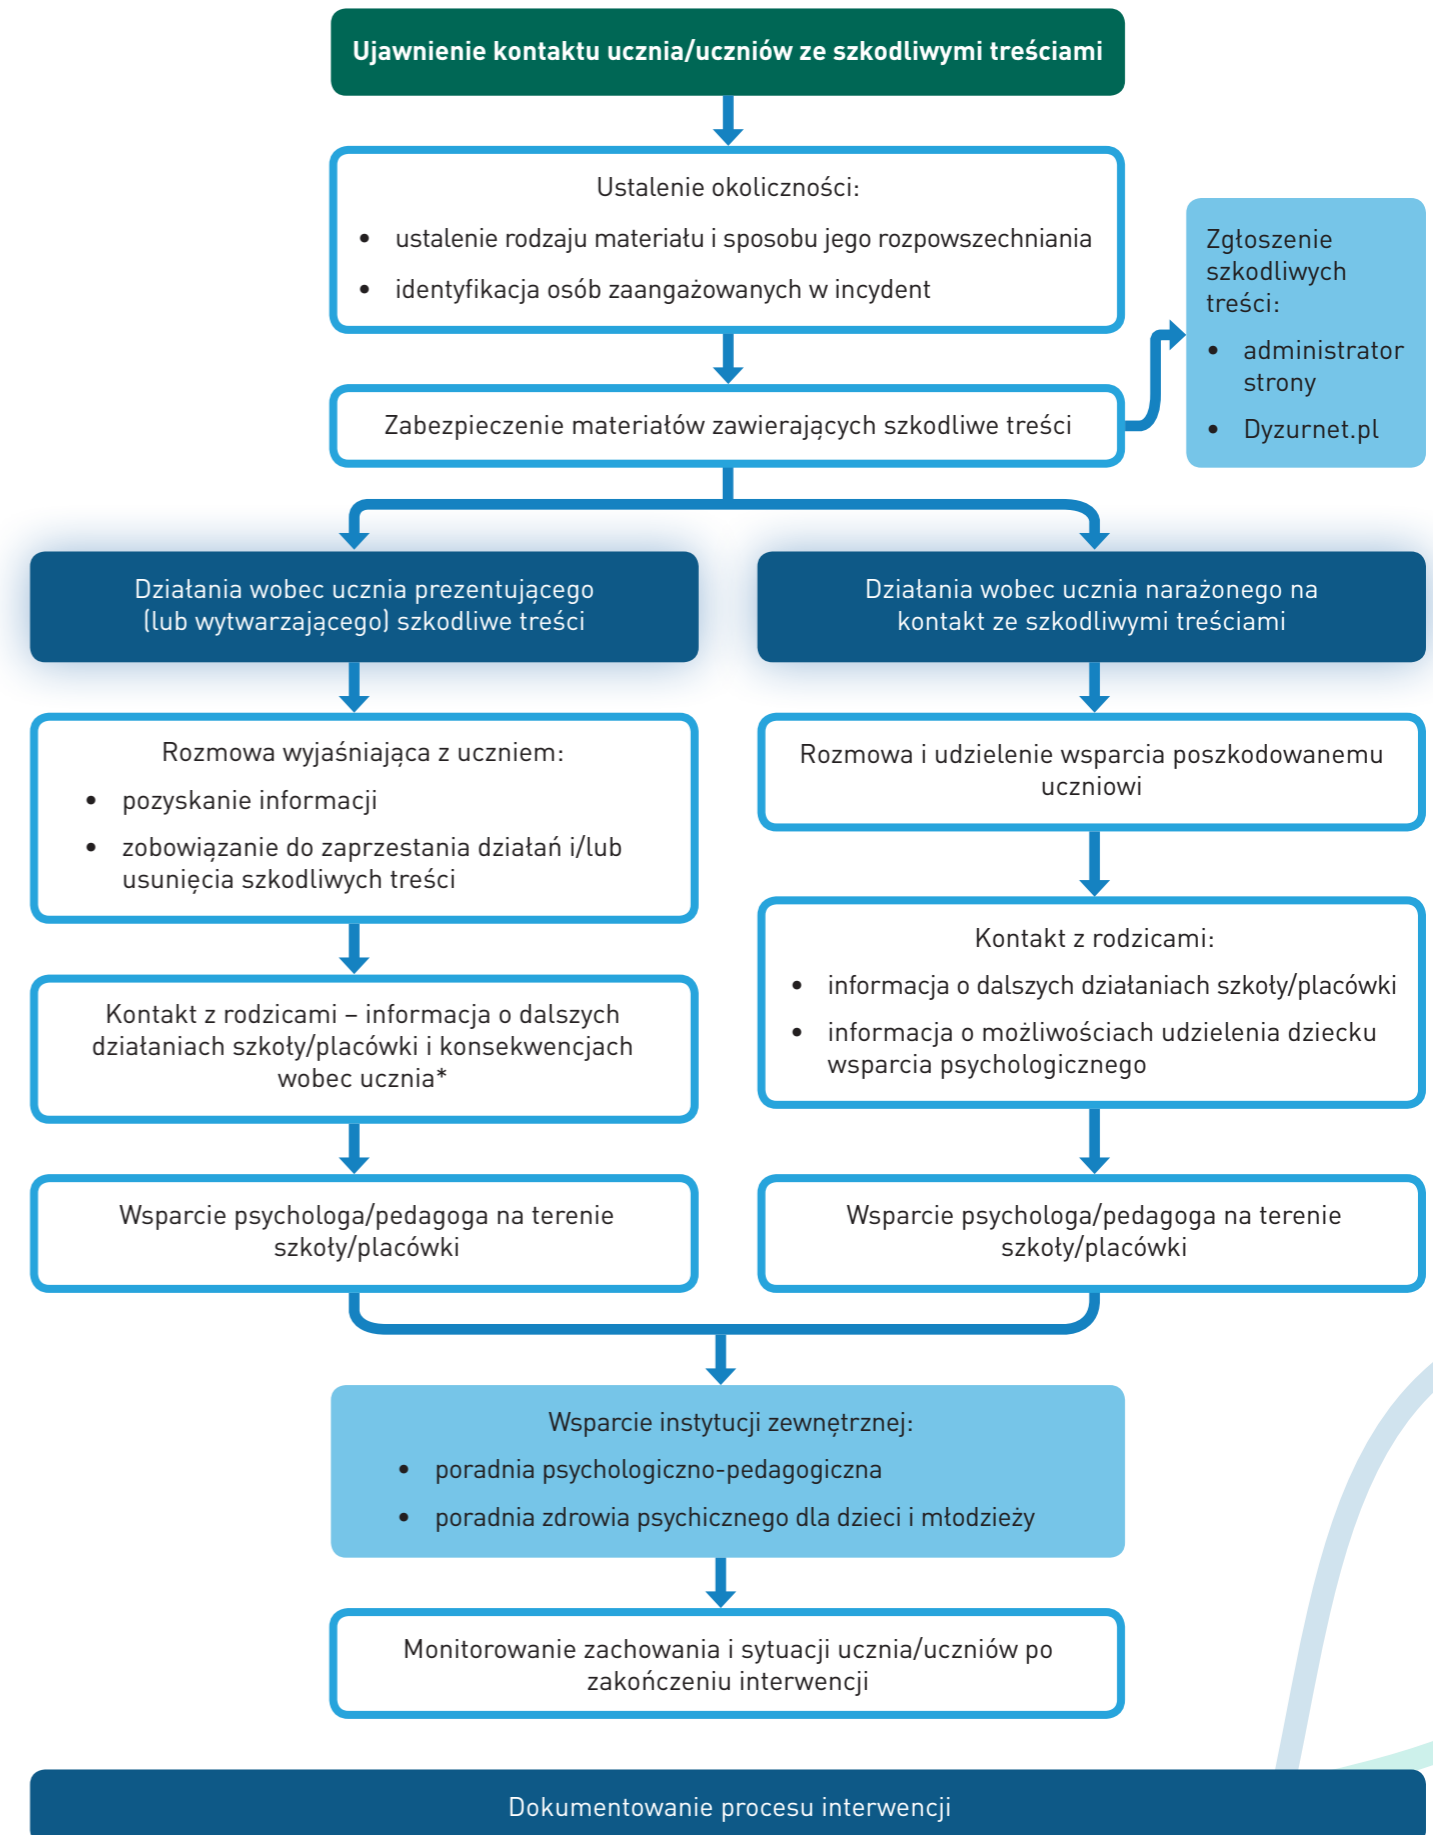 Ujawnienie kontaktu ucznia/uczniów ze szkodliwymi treściami
Ustalenie okoliczności:
• ustalenie rodzaju materiału i sposobu jego rozpowszechniania
• identyfikacja osób zaangażowanych w incydent
Zgłoszenie
szkodliwych
treści:
• administrator
strony
• Dyzurnet.pl
Zabezpieczenie materiałów zawierających szkodliwe treści
Działania wobec ucznia prezentującego
(lub wytwarzającego) szkodliwe treści
Rozmowa wyjaśniająca z uczniem:
• pozyskanie informacji
• zobowiązanie do zaprzestania działań i/lub
usunięcia szkodliwych treści
Kontakt z rodzicami – informacja o dalszych
działaniach szkoły/placówki i konsekwencjach
wobec ucznia*
Wsparcie psychologa/pedagoga na terenie
szkoły/placówki
Działania wobec ucznia narażonego na
kontakt ze szkodliwymi treściami
Rozmowa i udzielenie wsparcia poszkodowanemu
uczniowi
Kontakt z rodzicami:
• informacja o dalszych działaniach szkoły/placówki
• informacja o możliwościach udzielenia dziecku
wsparcia psychologicznego
Wsparcie psychologa/pedagoga na terenie
szkoły/placówki
Wsparcie instytucji zewnętrznej:
• poradnia psychologiczno-pedagogiczna
• poradnia zdrowia psychicznego dla dzieci i młodzieży
Monitorowanie zachowania i sytuacji ucznia/uczniów po
zakończeniu interwencji
Dokumentowanie procesu interwencji